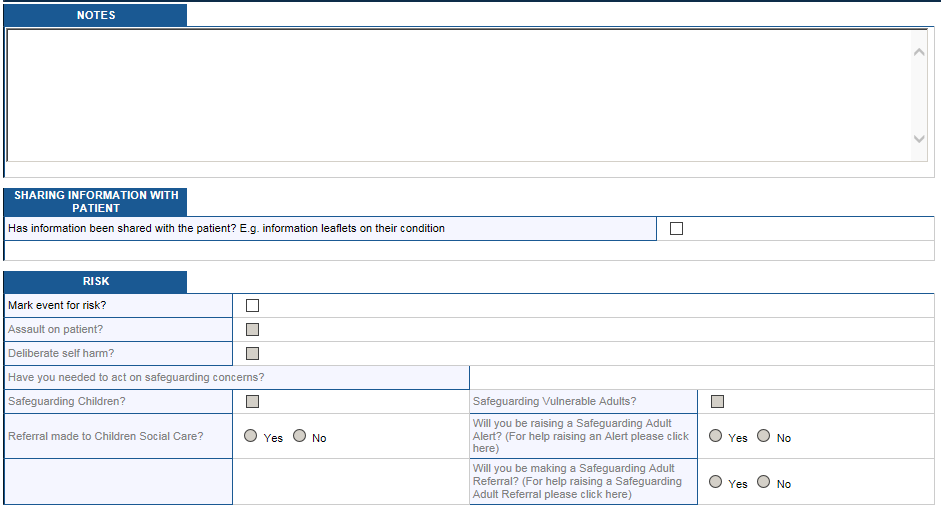 NOTES
SHARING INFORMATION WITH
PATIENT
Has information been shared with the patient? E.g. information leaflets on their condition
RISK
Mark event for risk?
Assault on patient?
Deliberate self harm?
Have you needed to act on safeguarding concerns?
Safeguarding Children?
Safeguarding Vulnerable Adults?
Referral made to Children Social Care?
Yes No
Will you be raising a Safeguarding Adult
Alert? (For help raising an Alert please click
here)
Yes No
Will you be making a Safeguarding Adult
Referral? (For help raising a Safeguarding
Adult Referral please click here)
Yes No